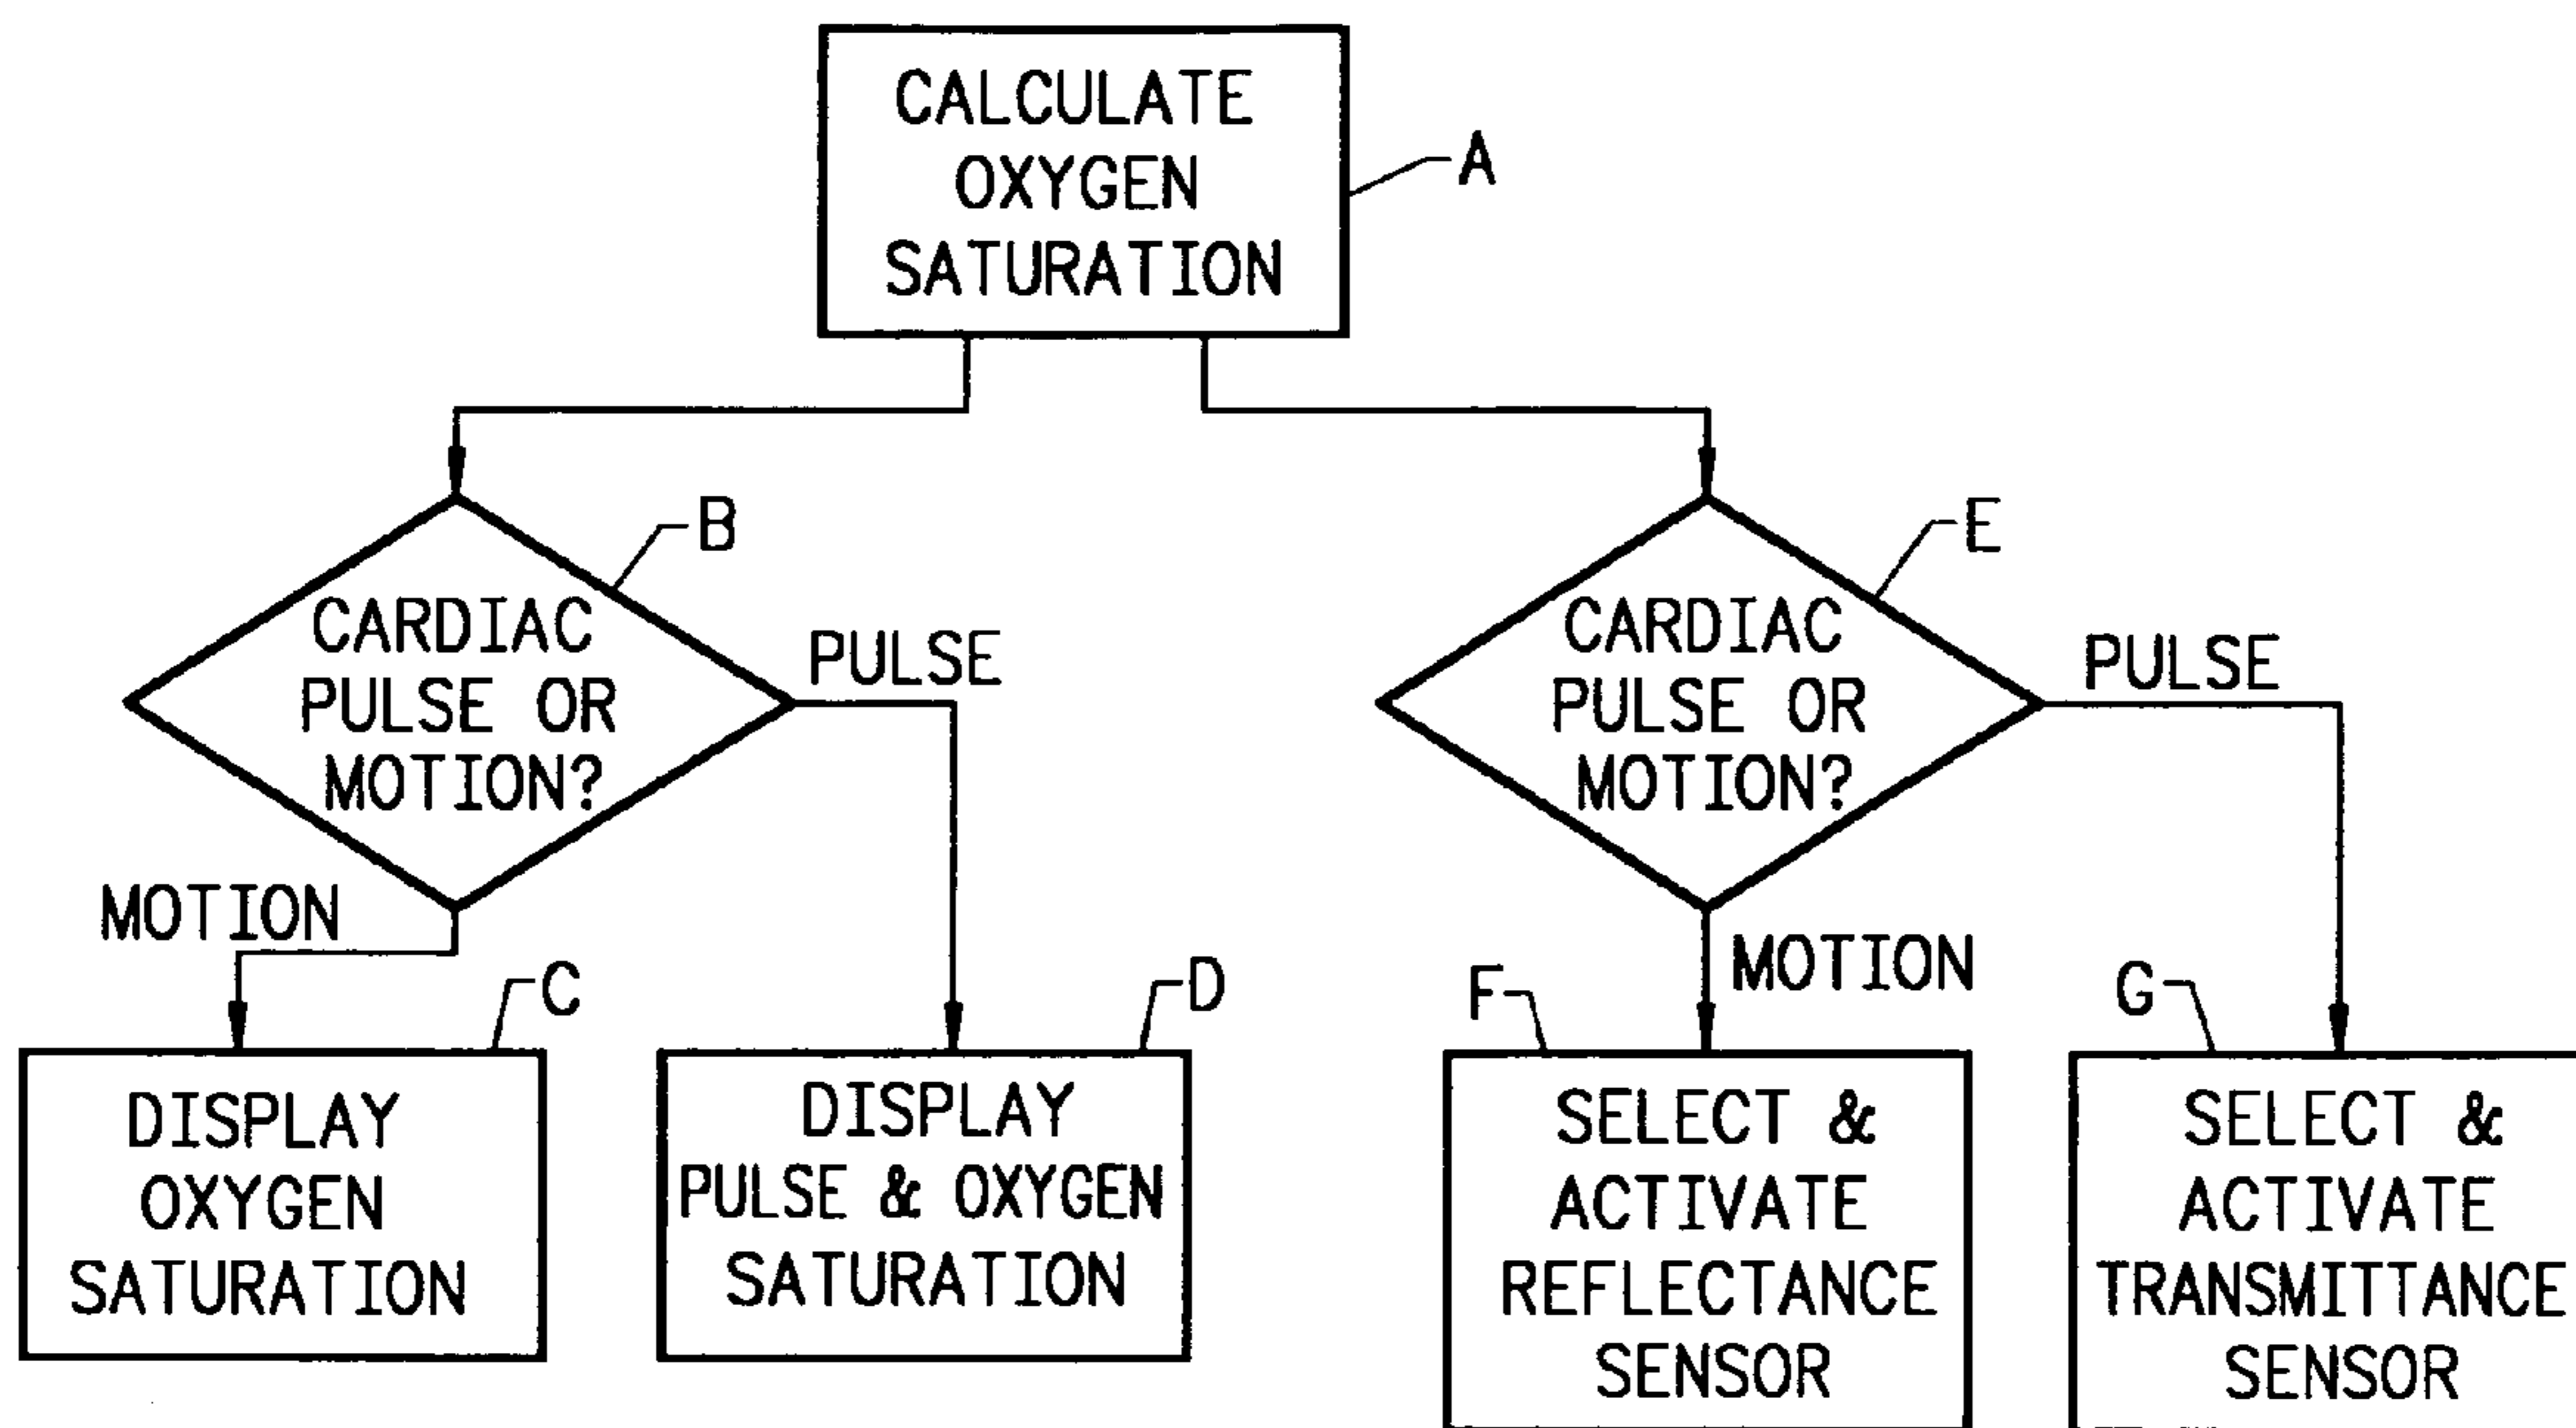 CALCULATE
OXYGEN
SATURATION
A
B
CARDIAC
PULSE OR
MOTION?
PULSE
MOTION
E
CARDIAC
PULSE OR
MOTION?
PULSE
MOTION
C
DISPLAY
OXYGEN
SATURATION
D
DISPLAY
PULSE & OXYGEN
SATURATION
F
SELECT &
ACTIVATE
REFLECTANCE
SENSOR
G
SELECT &
ACTIVATE
TRANSMITTANCE
SENSOR